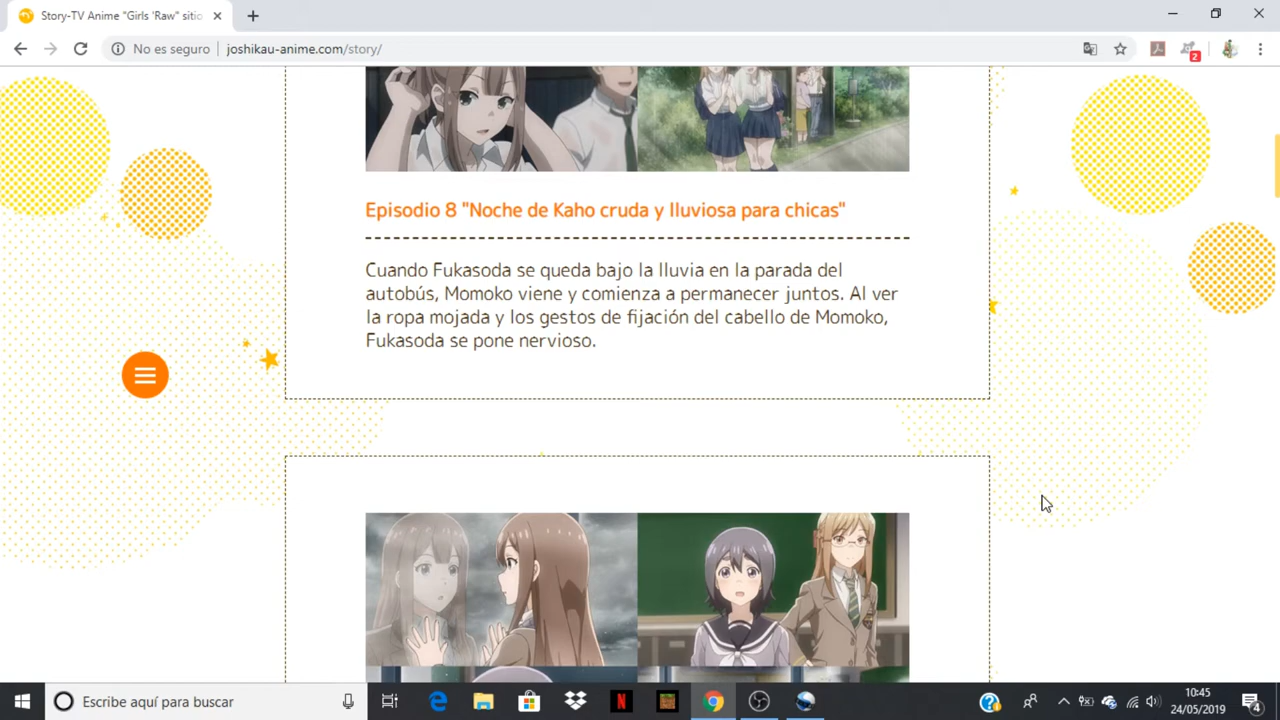 Story-TV Anime "Girls 'Raw" sitio
No es seguro
joshikau-anime.com/story/
2
Episodio 8 "Noche de Kaho cruda y lluviosa para chicas"
Cuando Fukasoda se queda bajo la lluvia en la parada del
autobús, Momoko viene y comienza a permanecer juntos. Al ver
la ropa mojada y los gestos de fijación del cabello de Momoko,
Fukasoda se pone nervioso.
Escribe aquí para buscar
10:45
24/05/2019
4